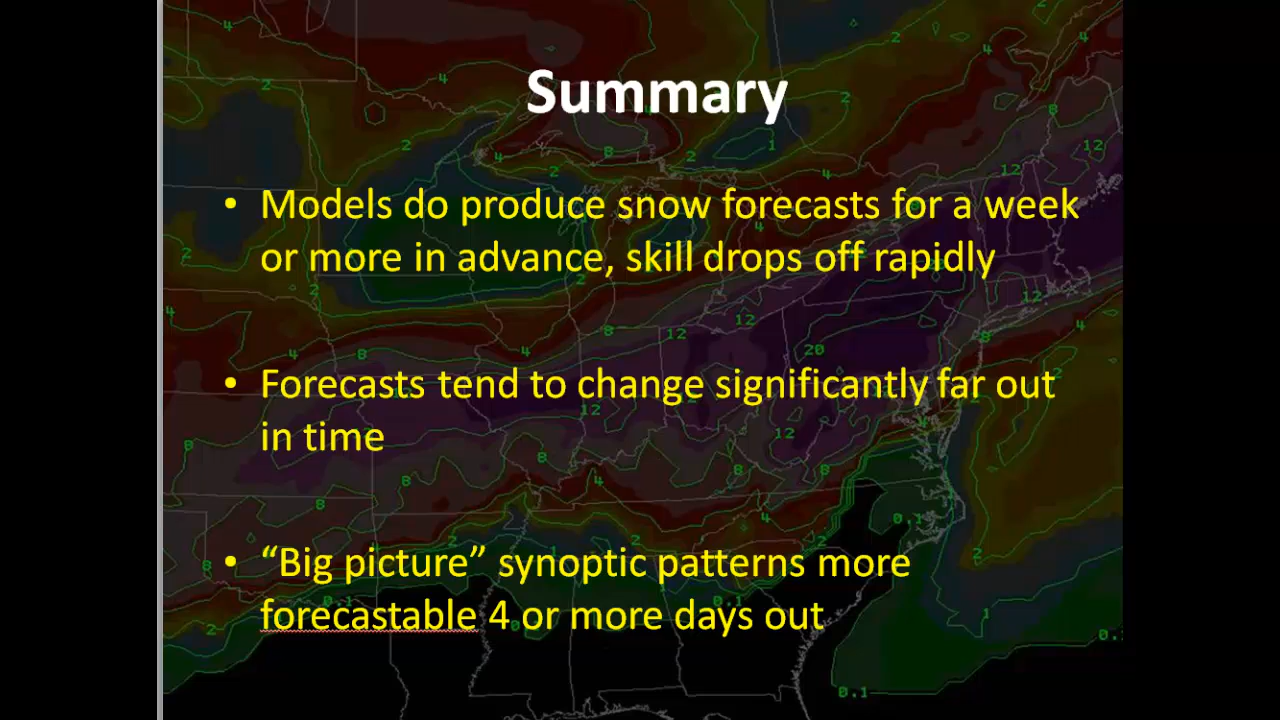 Summary
• Models do produce snow forecasts for a week
or more in advance, skill drops off rapidly
• Forecasts tend to change significantly far out
in time
• “Big picture” synoptic patterns more
forecastable 4 or more days out